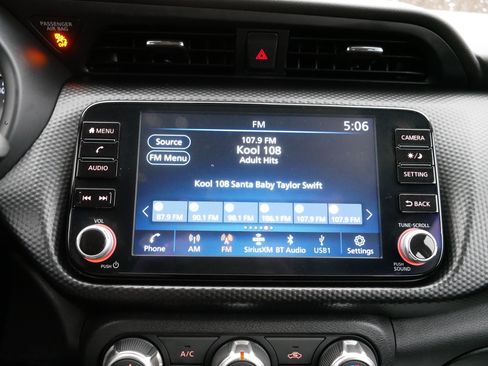 PASSENGER
AIR BAG
FM
5:06
MENU
Source
107.9 FM
Kool 108
Adult Hits
CAMERA
FM Menu
AUDIO
SETTING
Kool 108 Santa Baby Taylor Swift
BACK
87.9 FM 90.1 FM 98.1 FM 106.1 FM 107.9 FM 107.9 FM
VOL
TUNE·SCROLL
Phone AM FM SiriusXM BT Audio USB1 Settings
PUSH
PUSH
SOUND
A/C